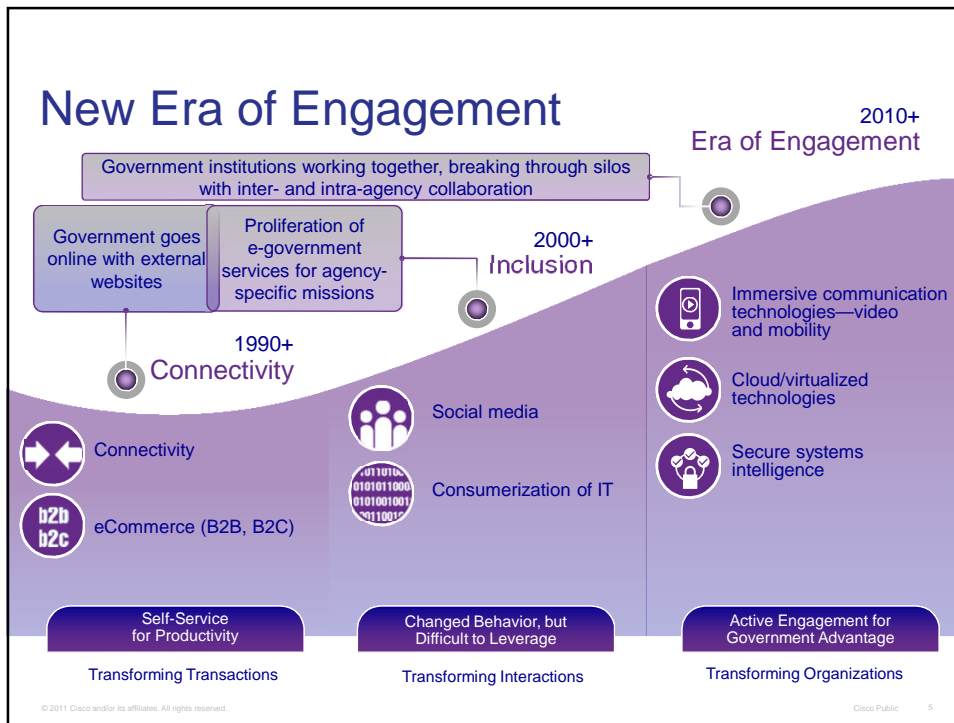 New Era of Engagement
2010+
Era of Engagement
Government institutions working together, breaking through silos
with inter- and intra-agency collaboration
Government goes
online with external
websites
Proliferation of
e-government
services for agency-
specific missions
2000+
Inclusion
1990+
Connectivity
Connectivity
b2b
b2c
eCommerce (B2B, B2C)
Social media
0101011000
0101001001
Consumerization of IT
Immersive communication
technologies—video
and mobility
Cloud/virtualized
technologies
Secure systems
intelligence
Self-Service
for Productivity
Transforming Transactions
Changed Behavior, but
Difficult to Leverage
Transforming Interactions
Active Engagement for
Government Advantage
Transforming Organizations
© 2011 Cisco and/or its affiliates. All rights reserved.
Cisco Public
5